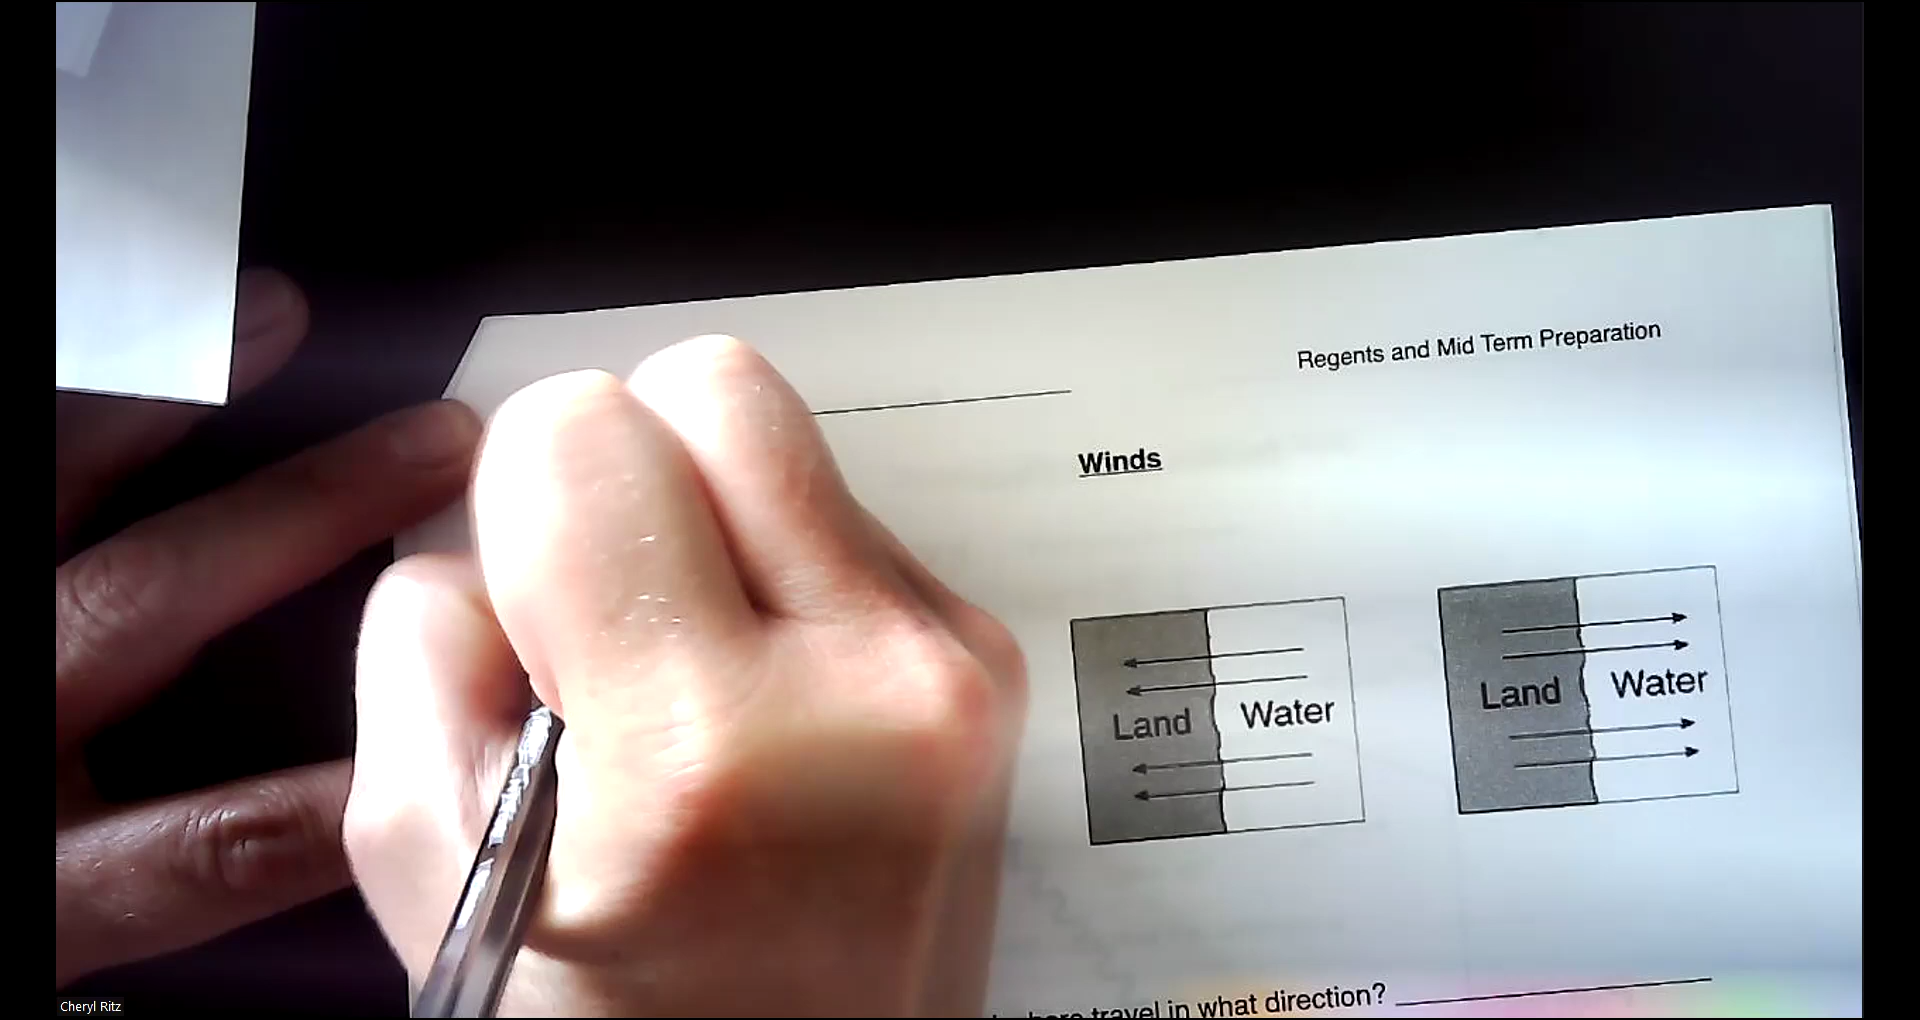 Regents and Mid Term Preparation
Winds
Land Water
Land Water
travel in what direction?
Cheryl Ritz